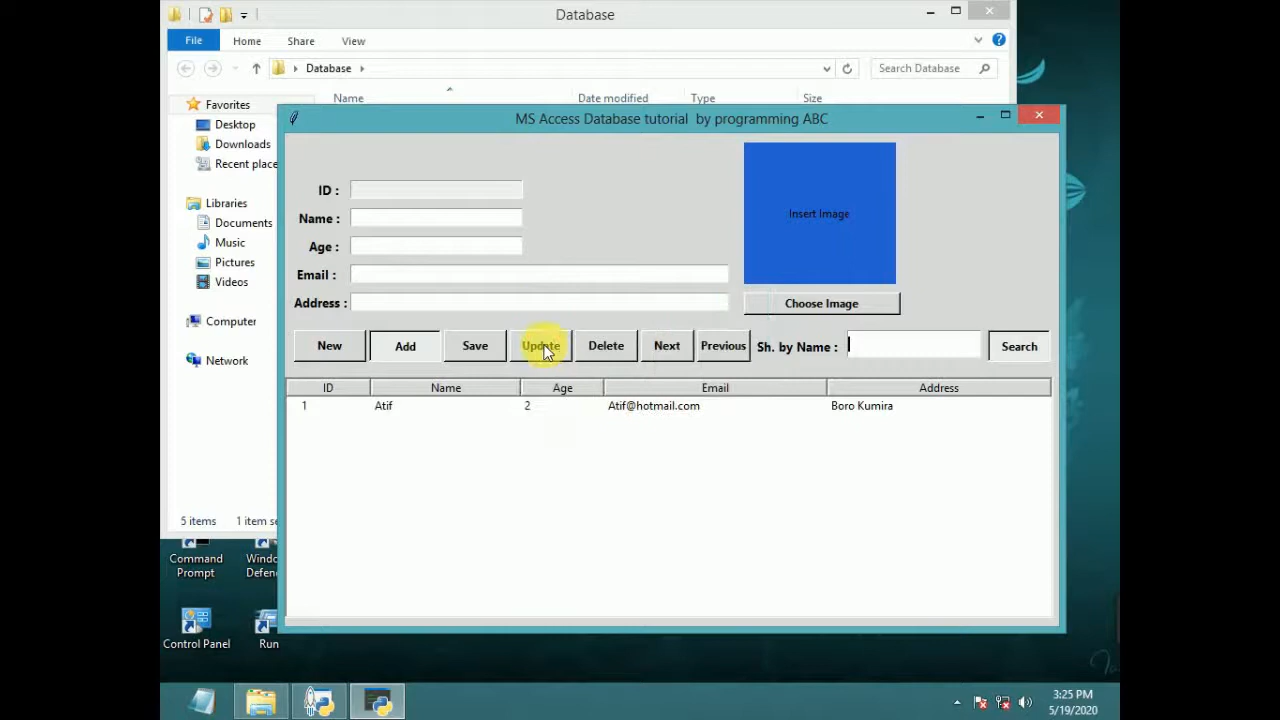 Database
File Home Share View
Database
Search Database
Favorites
Desktop
Downloads
Recent place
Libraries
Documents
Music
Pictures
Videos
Computer
Network
Name Date modified Type Size
5 items 1 item se
MS Access Database tutorial by programming ABC
ID :
Name :
Age :
Email :
Address :
Insert Image
Choose Image
New Add Save Update Delete Next Previous Sh. by Name : Search
ID Name Age Email Address
1 Atif 2 Atif@hotmail.com Boro Kumira
Command Prompt
Windo
Defen
Control Panel
Run
3:25 PM
5/19/2020